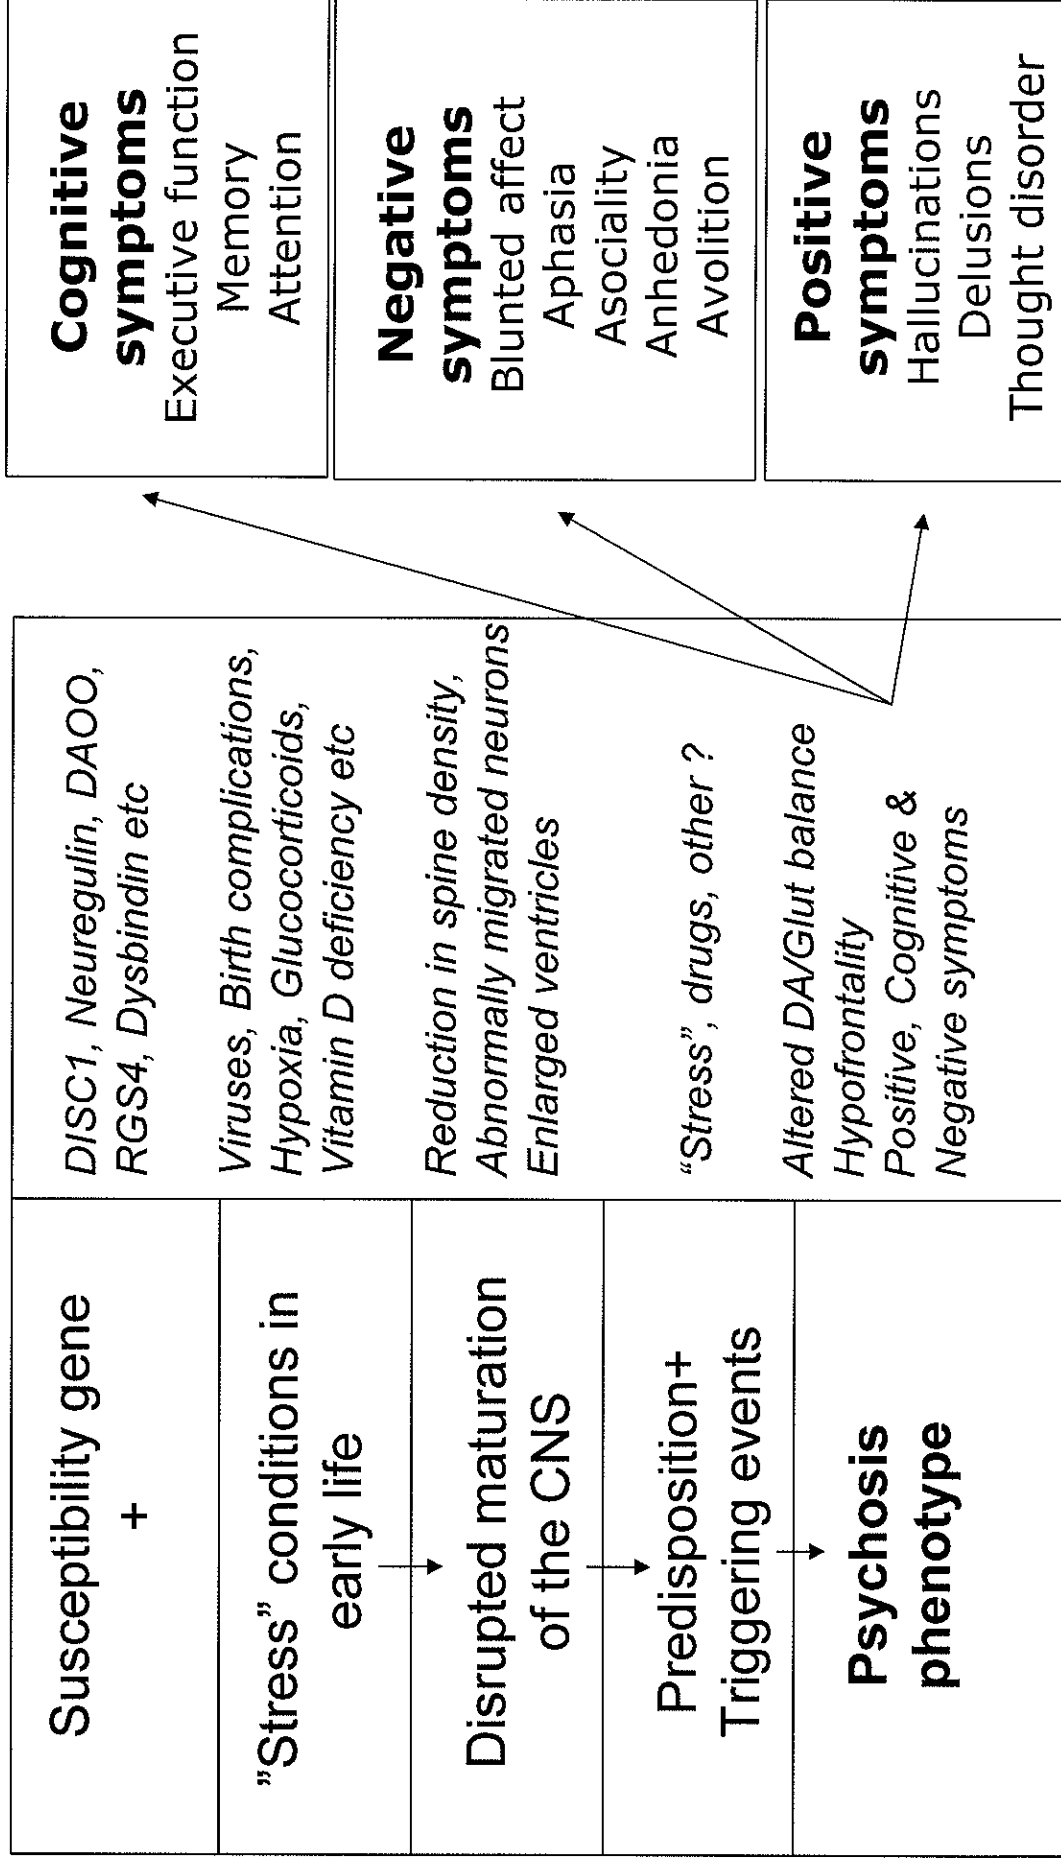 Susceptibility gene
+
DISC1, Neuregulin, DAOO,
RGS4, Dysbindin etc
”Stress” conditions in
early life
Viruses, Birth complications,
Hypoxia, Glucocorticoids,
Vitamin D deficiency etc
Disrupted maturation
of the CNS
Reduction in spine density,
Abnormally migrated neurons
Enlarged ventricles
Predisposition+
Triggering events
“Stress”, drugs, other ?
Psychosis
phenotype
Altered DA/Glut balance
Hypofrontality
Positive, Cognitive &
Negative symptoms
Cognitive
symptoms
Executive function
Memory
Attention
Negative
symptoms
Blunted affect
Aphasia
Asociality
Anhedonia
Avolition
Positive
symptoms
Hallucinations
Delusions
Thought disorder